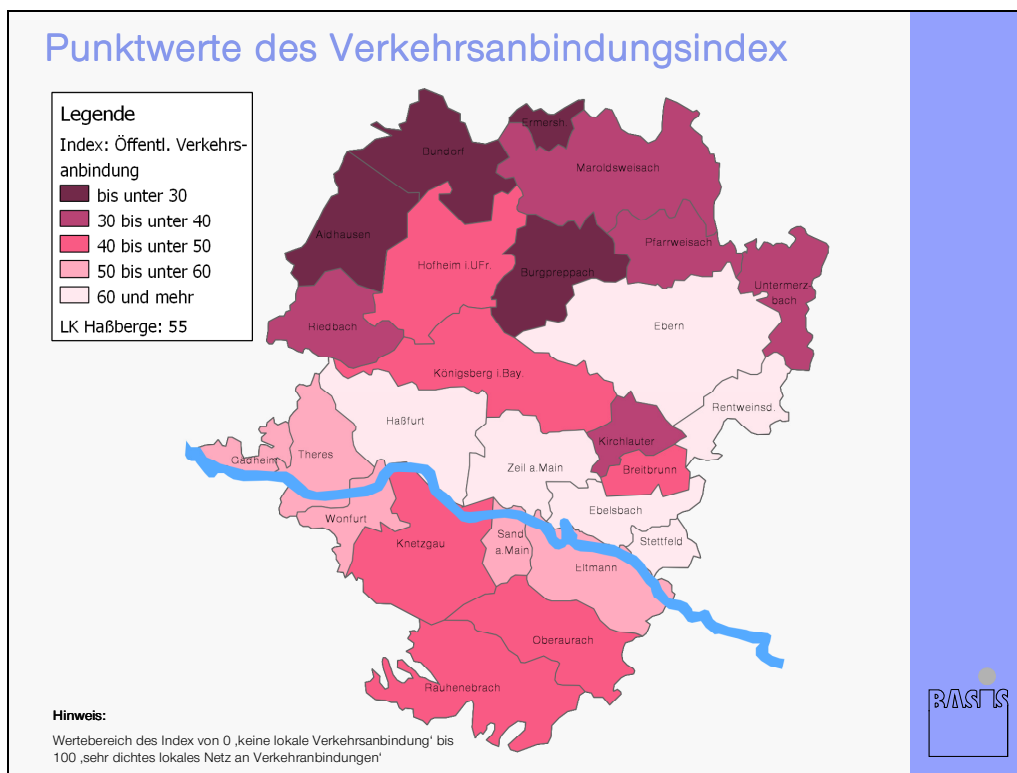 Punktwerte des Verkehrsanbindungsindex
Legende
Index: Öffentl. Verkehrs-
anbindung
bis unter 30
30 bis unter 40
40 bis unter 50
50 bis unter 60
60 und mehr
LK Haßberge: 55
Ermersh.
Bundorf
Maroldsweisach
Aidhausen
Pfarrweisach
Hofheim i.UFr.
Burgpreppach
Untermerz-
bach
Riedbach
Ebern
Königsberg i.Bay.
Rentweinsd.
Haßfurt
Kirchlauter
Theres
Gädheim
Zeil a.Main
Breitbrunn
Ebelsbach
Wonfurt
Sand
a.Main
Knetzgau
Stettfeld
Eltmann
Oberaurach
Rauhenebrach
BASIS
Hinweis:
Wertebereich des Index von 0 ‚keine lokale Verkehrsanbindung' bis
100 ‚sehr dichtes lokales Netz an Verkehranbindungen'